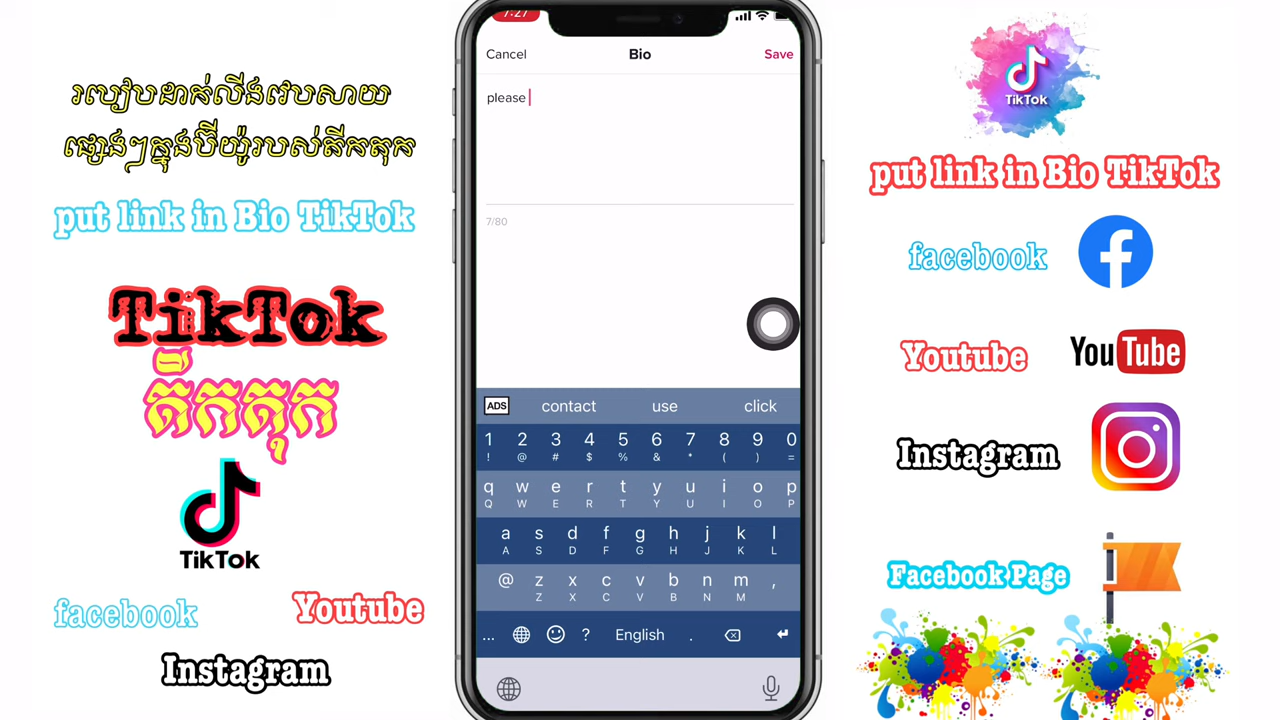 របៀបដាក់លីងវេបសាយ
ផ្សេងៗក្នុងប៊ីយ៉ូរបស់តីកតុក
put link in Bio TikTok
TikTok
តីកតុក
TikTok
facebook
Youtube
Instagram
7:27
Cancel
Bio
Save
please
7/80
ADS
contact
use
click
1 2 3 4 5 6 7 8 9 0
! @ # $ % & * ( ) =
q w e r t y u i o p
Q W E R T Y U I O P
a s d f g h j k l
A S D F G H J K L
@ z x c v b n m ,
Z X C V B N M
... ? English .
TikTok
put link in Bio TikTok
facebook
Youtube
YouTube
Instagram
Facebook Page